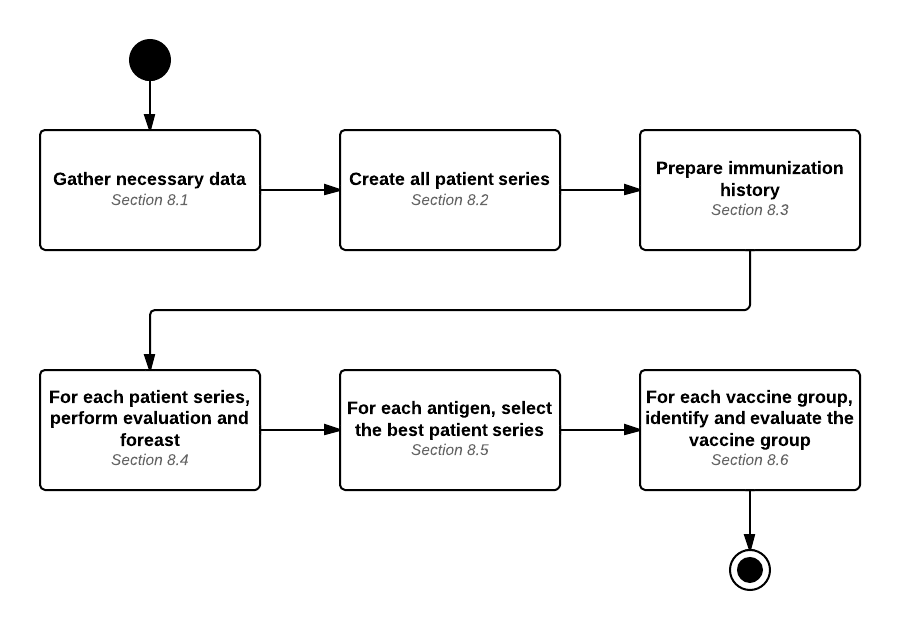 Gather necessary data
Section 8.1
Create all patient series
Section 8.2
Prepare immunization
history
Section 8.3
For each patient series,
perform evaluation and
foreast
Section 8.4
For each antigen, select
the best patient series
Section 8.5
For each vaccine group,
identify and evaluate the
vaccine group
Section 8.6